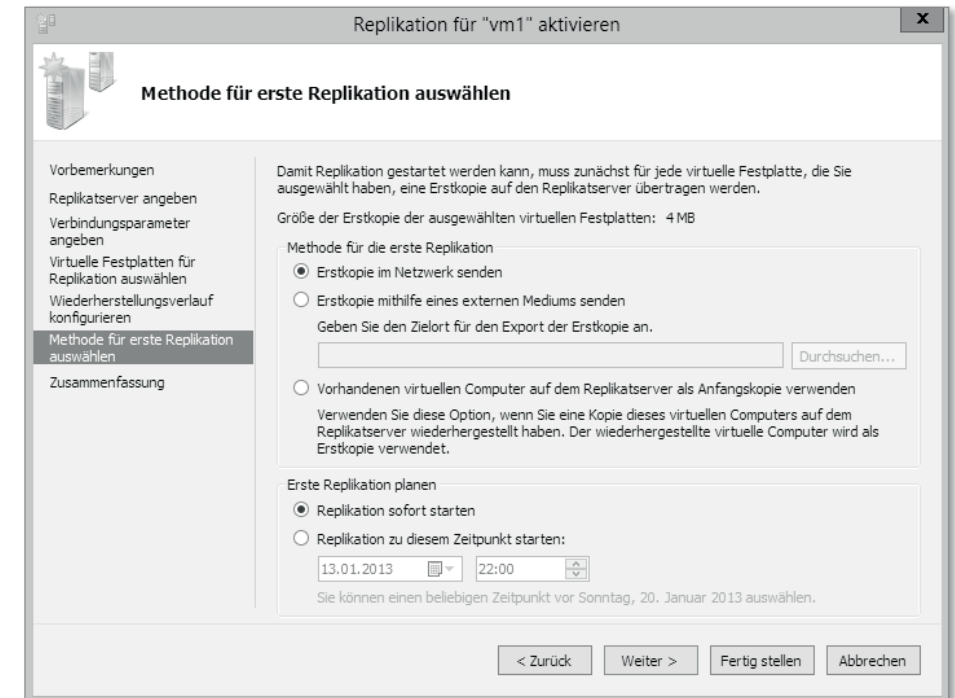 Replikation für "vm1" aktivieren
x
Methode für erste Replikation auswählen
Vorbemerkungen
Replikatserver angeben
Verbindungsparameter
angeben
Virtuelle Festplatten für
Replikation auswählen
Wiederherstellungsverlauf
konfigurieren
Methode für erste Replikation
auswählen
Zusammenfassung
Damit Replikation gestartet werden kann, muss zunächst für jede virtuelle Festplatte, die Sie
ausgewählt haben, eine Erstkopie auf den Replikatserver übertragen werden.
Größe der Erstkopie der ausgewählten virtuellen Festplatten: 4 MB
Methode für die erste Replikation
Erstkopie im Netzwerk senden
Erstkopie mithilfe eines externen Mediums senden
Geben Sie den Zielort für den Export der Erstkopie an.
Durchsuchen...
Vorhandenen virtuellen Computer auf dem Replikatserver als Anfangskopie verwenden
Verwenden Sie diese Option, wenn Sie eine Kopie dieses virtuellen Computers auf dem
Replikatserver wiederhergestellt haben. Der wiederhergestellte virtuelle Computer wird als
Erstkopie verwendet.
Erste Replikation planen
Replikation sofort starten
Replikation zu diesem Zeitpunkt starten:
13.01.2013 22:00
Sie können einen beliebigen Zeitpunkt vor Sonntag, 20. Januar 2013 auswählen.
< Zurück Weiter > Fertig stellen Abbrechen